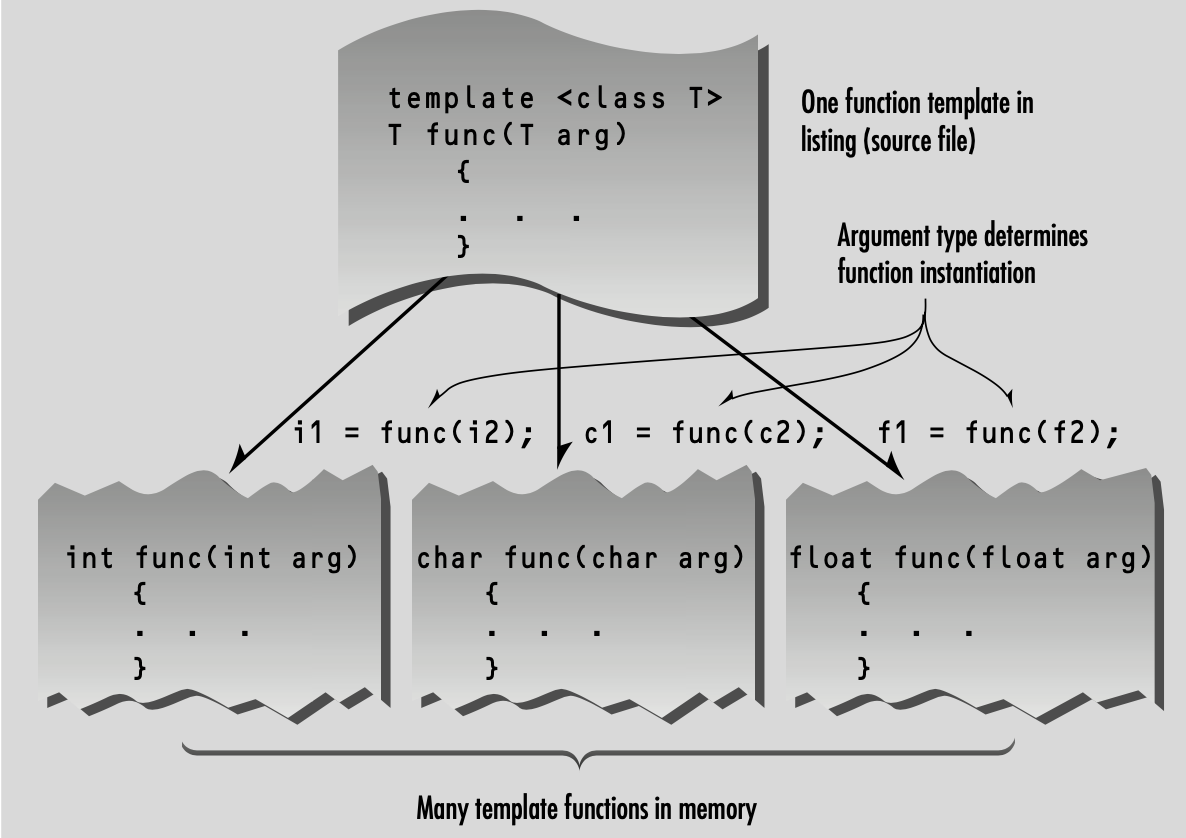 template <class T>
T func(T arg)
{
. . .
}
One function template in
listing (source file)
Argument type determines
function instantiation
i1 = func(i2);
c1 = func(c2);
f1 = func(f2);
int func(int arg)
{
. . .
}
char func(char arg)
{
. . .
}
float func(float arg)
{
. . .
}
Many template functions in memory